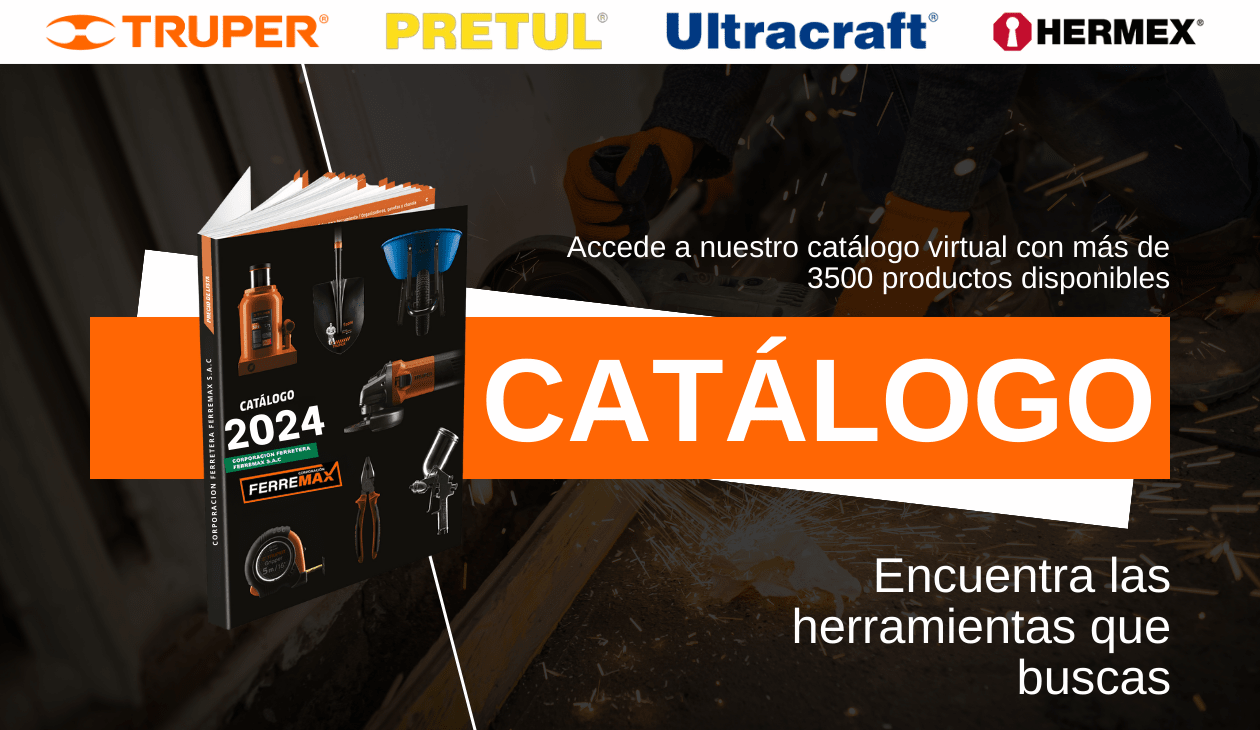 TRUPER®
PRETUL®
Ultracraft®
HERMEX®
Accede a nuestro catálogo virtual con más de
3500 productos disponibles
CATÁLOGO
CATÁLOGO
2024
CORPORACION FERRETERA
FERREMAX S.A.C
CORPORACIÓN
FERREMAX
CORPORACION FERRETERA FERREMAX S.A.C
Encuentra las
herramientas que
buscas